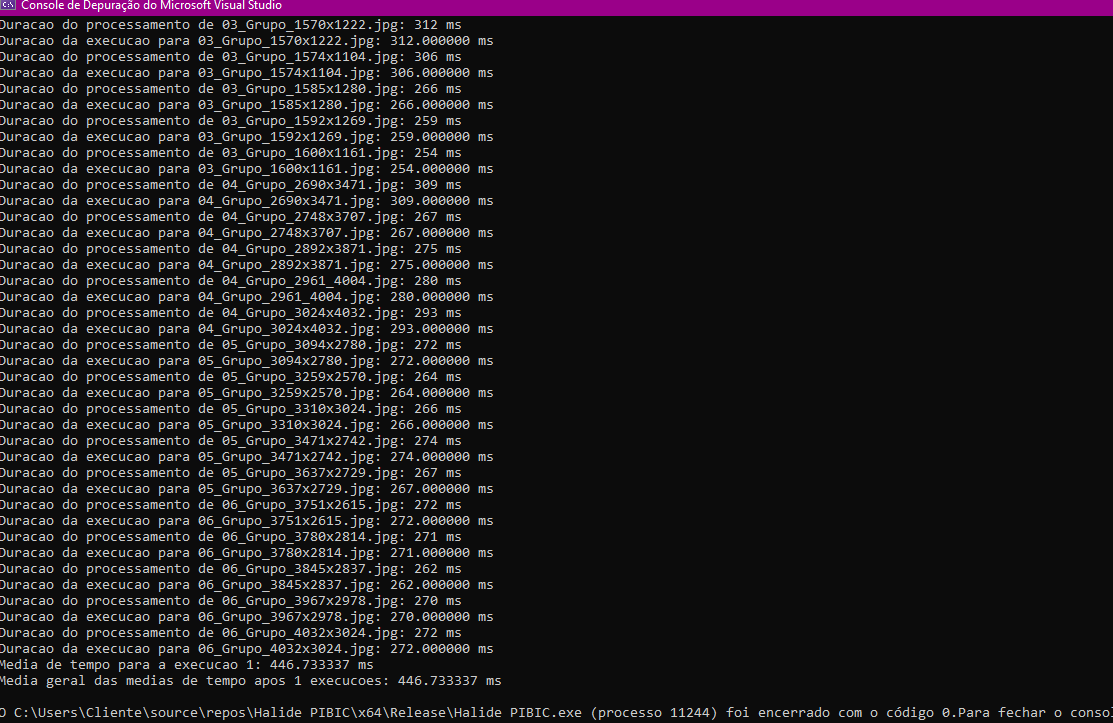 Console de Depuração do Microsoft Visual Studio
Duracao do processamento de 03_Grupo_1570x1222.jpg: 312 ms
Duracao da execucao para 03_Grupo_1570x1222.jpg: 312.000000 ms
Duracao do processamento de 03_Grupo_1574x1104.jpg: 306 ms
Duracao da execucao para 03_Grupo_1574x1104.jpg: 306.000000 ms
Duracao do processamento de 03_Grupo_1585x1280.jpg: 266 ms
Duracao da execucao para 03_Grupo_1585x1280.jpg: 266.000000 ms
Duracao do processamento de 03_Grupo_1592x1269.jpg: 259 ms
Duracao da execucao para 03_Grupo_1592x1269.jpg: 259.000000 ms
Duracao do processamento de 03_Grupo_1600x1161.jpg: 254 ms
Duracao da execucao para 03_Grupo_1600x1161.jpg: 254.000000 ms
Duracao do processamento de 04_Grupo_2690x3471.jpg: 309 ms
Duracao da execucao para 04_Grupo_2690x3471.jpg: 309.000000 ms
Duracao do processamento de 04_Grupo_2748x3707.jpg: 267 ms
Duracao da execucao para 04_Grupo_2748x3707.jpg: 267.000000 ms
Duracao do processamento de 04_Grupo_2892x3871.jpg: 275 ms
Duracao da execucao para 04_Grupo_2892x3871.jpg: 275.000000 ms
Duracao do processamento de 04_Grupo_2961_4004.jpg: 280 ms
Duracao da execucao para 04_Grupo_2961_4004.jpg: 280.000000 ms
Duracao do processamento de 04_Grupo_3024x4032.jpg: 293 ms
Duracao da execucao para 04_Grupo_3024x4032.jpg: 293.000000 ms
Duracao do processamento de 05_Grupo_3094x2780.jpg: 272 ms
Duracao da execucao para 05_Grupo_3094x2780.jpg: 272.000000 ms
Duracao do processamento de 05_Grupo_3259x2570.jpg: 264 ms
Duracao da execucao para 05_Grupo_3259x2570.jpg: 264.000000 ms
Duracao do processamento de 05_Grupo_3310x3024.jpg: 266 ms
Duracao da execucao para 05_Grupo_3310x3024.jpg: 266.000000 ms
Duracao do processamento de 05_Grupo_3471x2742.jpg: 274 ms
Duracao da execucao para 05_Grupo_3471x2742.jpg: 274.000000 ms
Duracao do processamento de 05_Grupo_3637x2729.jpg: 267 ms
Duracao da execucao para 05_Grupo_3637x2729.jpg: 267.000000 ms
Duracao do processamento de 06_Grupo_3751x2615.jpg: 272 ms
Duracao da execucao para 06_Grupo_3751x2615.jpg: 272.000000 ms
Duracao do processamento de 06_Grupo_3780x2814.jpg: 271 ms
Duracao da execucao para 06_Grupo_3780x2814.jpg: 271.000000 ms
Duracao do processamento de 06_Grupo_3845x2837.jpg: 262 ms
Duracao da execucao para 06_Grupo_3845x2837.jpg: 262.000000 ms
Duracao do processamento de 06_Grupo_3967x2978.jpg: 270 ms
Duracao da execucao para 06_Grupo_3967x2978.jpg: 270.000000 ms
Duracao do processamento de 06_Grupo_4032x3024.jpg: 272 ms
Duracao da execucao para 06_Grupo_4032x3024.jpg: 272.000000 ms
Media de tempo para a execucao 1: 446.733337 ms
Media geral das medias de tempo apos 1 execucoes: 446.733337 ms
O C:\Users\Cliente\source\repos\Halide PIBIC\x64\Release\Halide PIBIC.exe (processo 11244) foi encerrado com o código 0.Para fechar o conso